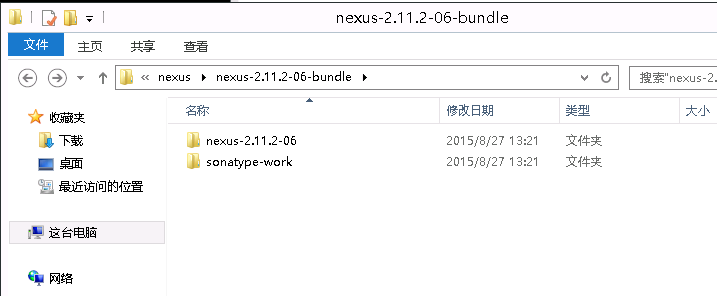 nexus-2.11.2-06-bundle
文件 主页 共享 查看
« nexus nexus-2.11.2-06-bundle 搜索"nexus-2.
收藏夹
下载
桌面
最近访问的位置
这台电脑
网络
名称 修改日期 类型 大小
nexus-2.11.2-06 2015/8/27 13:21 文件夹
sonatype-work 2015/8/27 13:21 文件夹